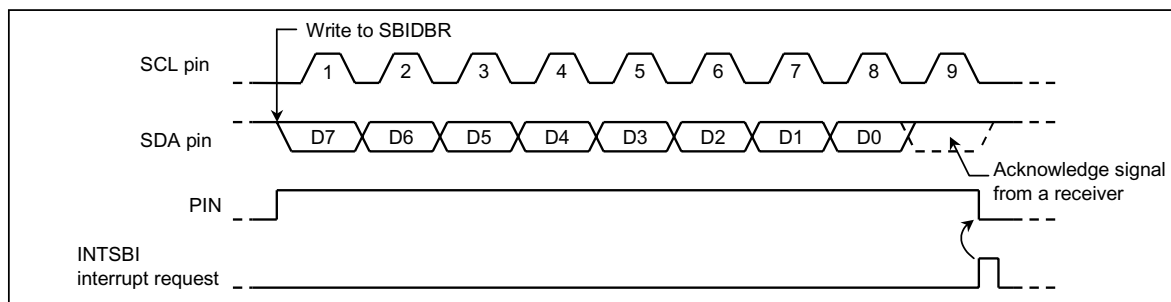 Write to SBIDBR
SCL pin
1 2 3 4 5 6 7 8 9
SDA pin
D7 D6 D5 D4 D3 D2 D1 D0
Acknowledge signal
from a receiver
PIN
INTSBI
interrupt request